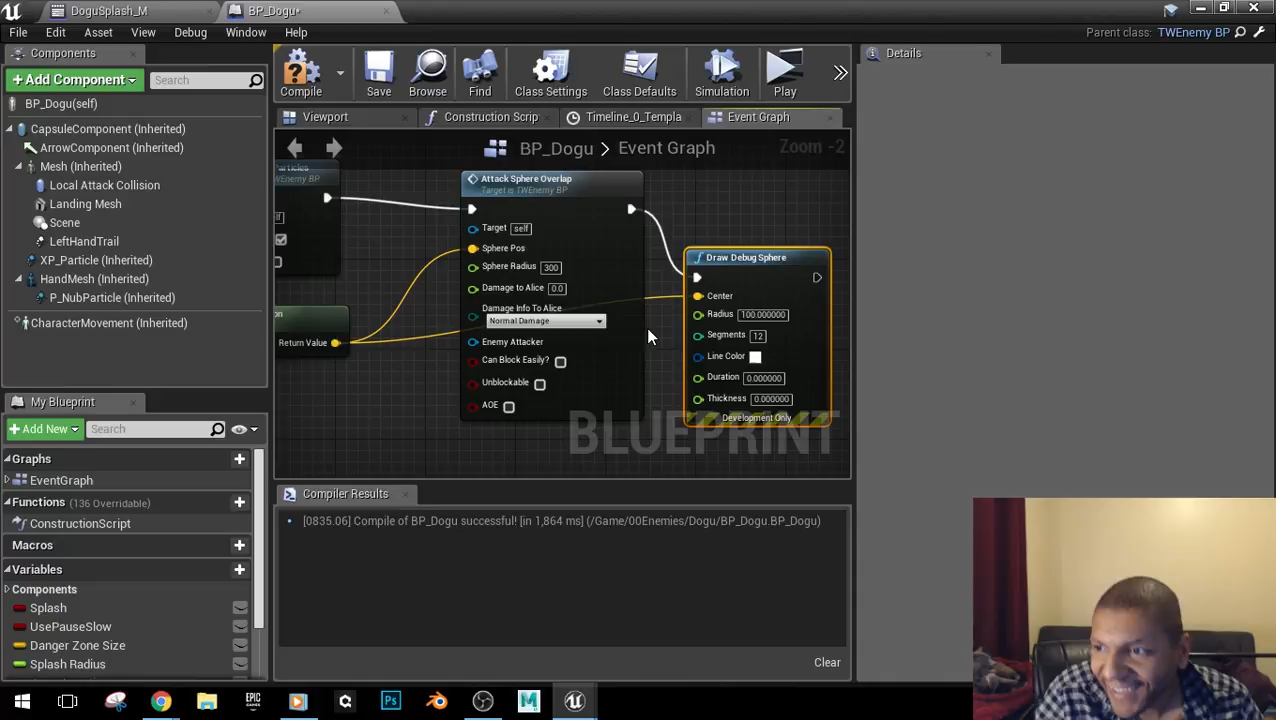 DoguSplash_M
BP_Dogu*
File
Edit
Asset
View
Debug
Window
Help
Parent class: TWEnemy BP
Components
Details
+Add Component
Search
BP_Dogu(self)
CapsuleComponent (Inherited)
ArrowComponent (Inherited)
Mesh (Inherited)
Local Attack Collision
Landing Mesh
Scene
LeftHandTrail
XP_Particle (Inherited)
HandMesh (Inherited)
P_NubParticle (Inherited)
CharacterMovement (Inherited)
Compile
Save
Browse
Find
Class Settings
Class Defaults
Simulation
Play
Viewport
Construction Scrip
Timeline_0_Templa
Event Graph
BP_Dogu > Event Graph
Zoom -2
Particles
WEnemy BP
Attack Sphere Overlap
Target is TWEnemy BP
Target self
Sphere Pos
Sphere Radius 300
Damage to Alice 0.0
Damage Info To Alice
Normal Damage
Enemy Attacker
Can Block Easily?
Unblockable
AOE
on
Return Value
Draw Debug Sphere
Center
Radius 100.000000
Segments 12
Line Color
Duration 0.000000
Thickness 0.000000
Development Only
BLUEPRINT
My Blueprint
+Add New
Search
Graphs
EventGraph
Functions (136 Overridable)
ConstructionScript
Macros
Variables
Components
Splash
UsePauseSlow
Danger Zone Size
Splash Radius
Compiler Results
[0835.06] Compile of BP_Dogu successful! [in 1,864 ms] (/Game/00Enemies/Dogu/BP_Dogu.BP_Dogu)
Clear
EPIC GAMES
Ps
M